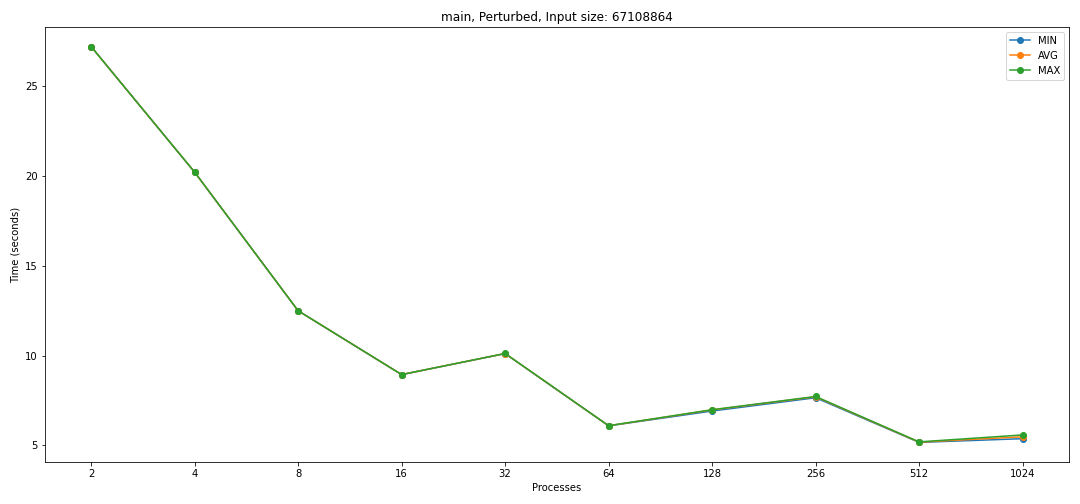 main, Perturbed, Input size: 67108864
MIN
AVG
MAX
Time (seconds)
25
20
15
10
5
2 4 8 16 32 64 128 256 512 1024
Processes